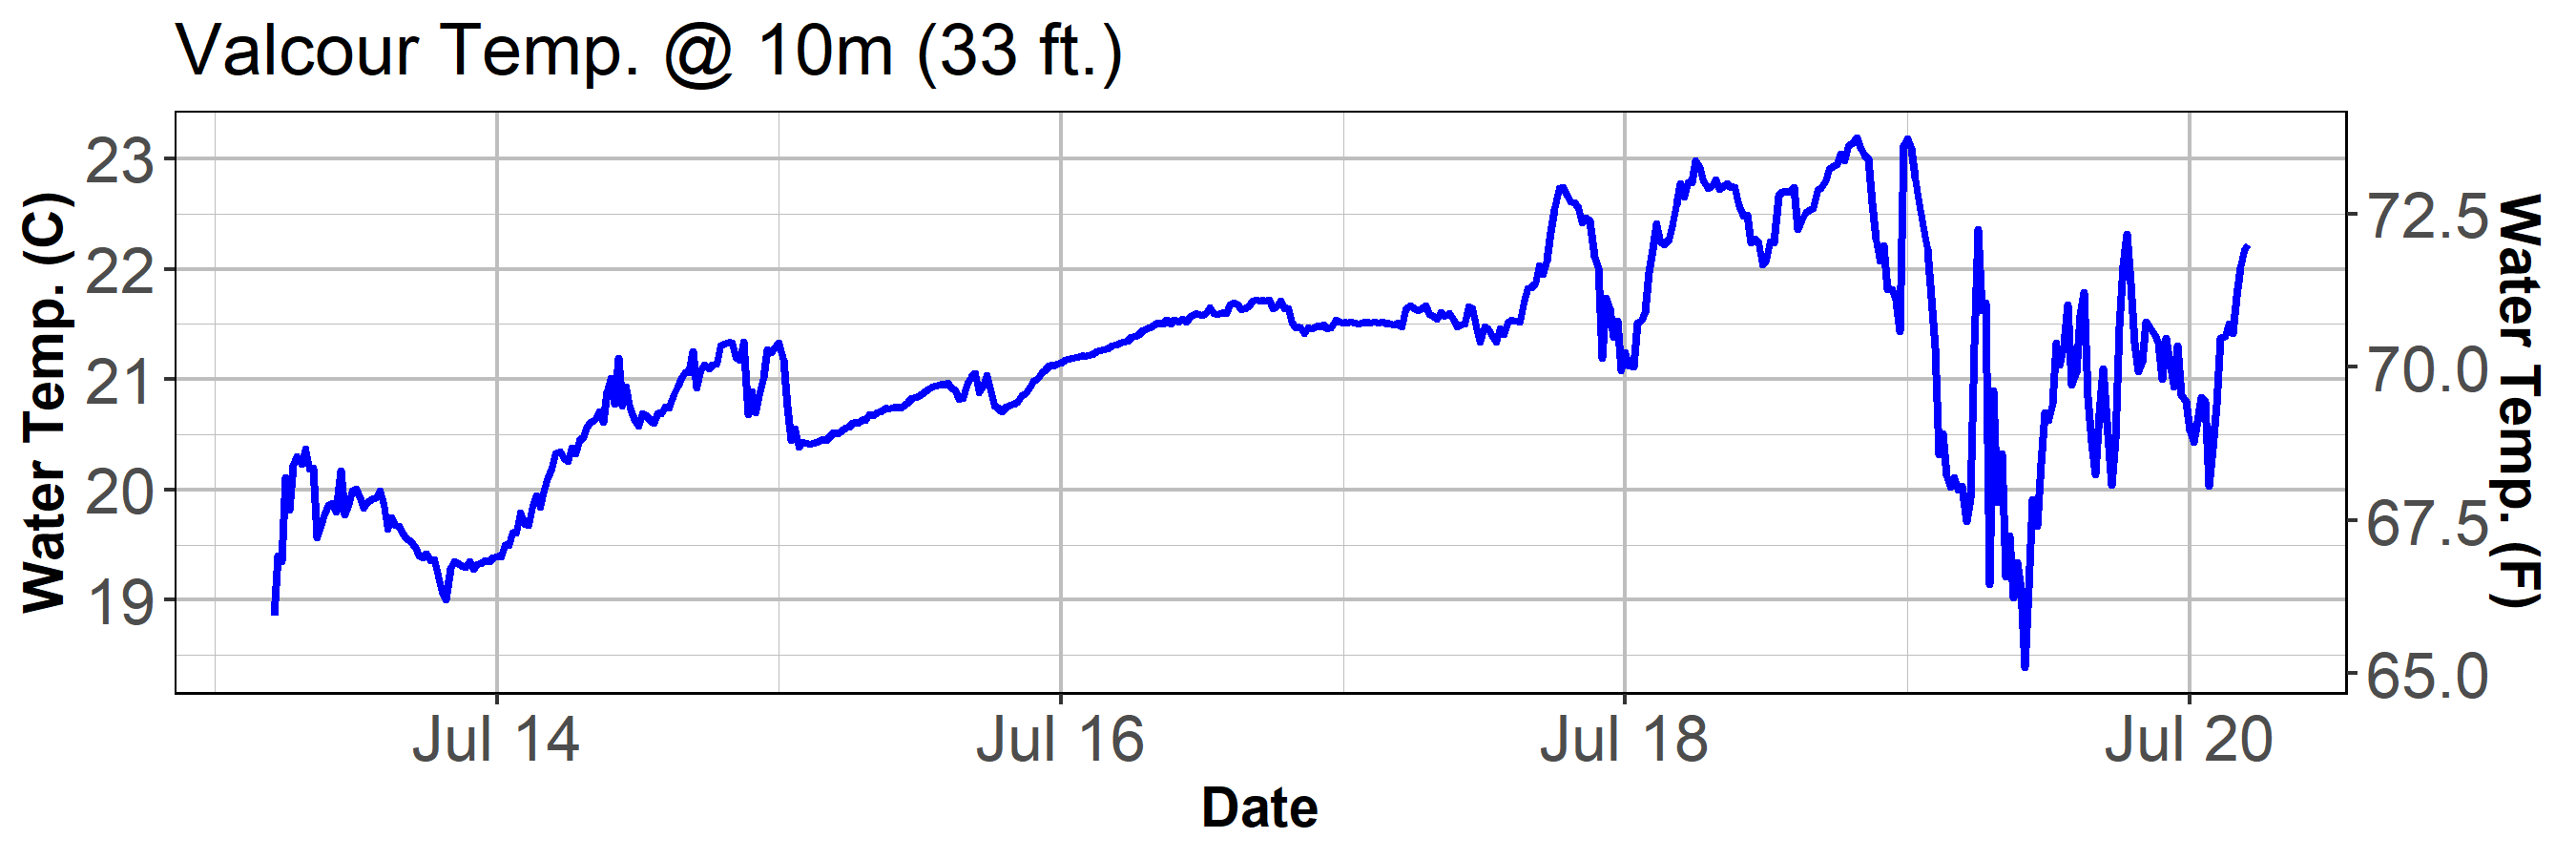 Valcour Temp. @ 10m (33 ft.)
Water Temp. (C)
23
22
21
20
19
72.5
70.0
67.5
65.0
Water Temp. (F)
Jul 14
Jul 16
Jul 18
Jul 20
Date